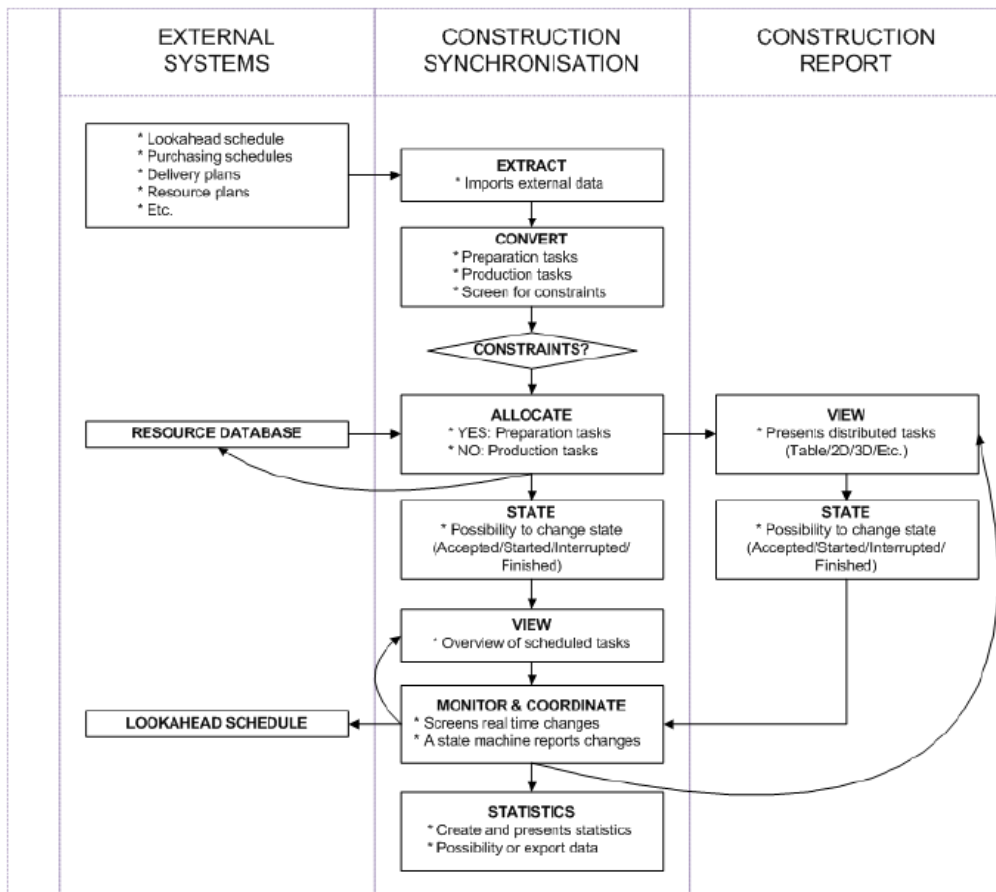 EXTERNAL
SYSTEMS
CONSTRUCTION
SYNCHRONISATION
CONSTRUCTION
REPORT
* Lookahead schedule
* Purchasing schedules
* Delivery plans
* Resource plans
* Etc.
EXTRACT
* Imports external data
CONVERT
* Preparation tasks
* Production tasks
* Screen for constraints
CONSTRAINTS?
RESOURCE DATABASE
ALLOCATE
* YES: Preparation tasks
* NO: Production tasks
VIEW
* Presents distributed tasks
(Table/2D/3D/Etc.)
STATE
* Possibility to change state
(Accepted/Started/Interrupted/
Finished)
STATE
* Possibility to change state
(Accepted/Started/Interrupted/
Finished)
VIEW
* Overview of scheduled tasks
LOOKAHEAD SCHEDULE
MONITOR & COORDINATE
* Screens real time changes
* A state machine reports changes
STATISTICS
* Create and presents statistics
* Possibility or export data